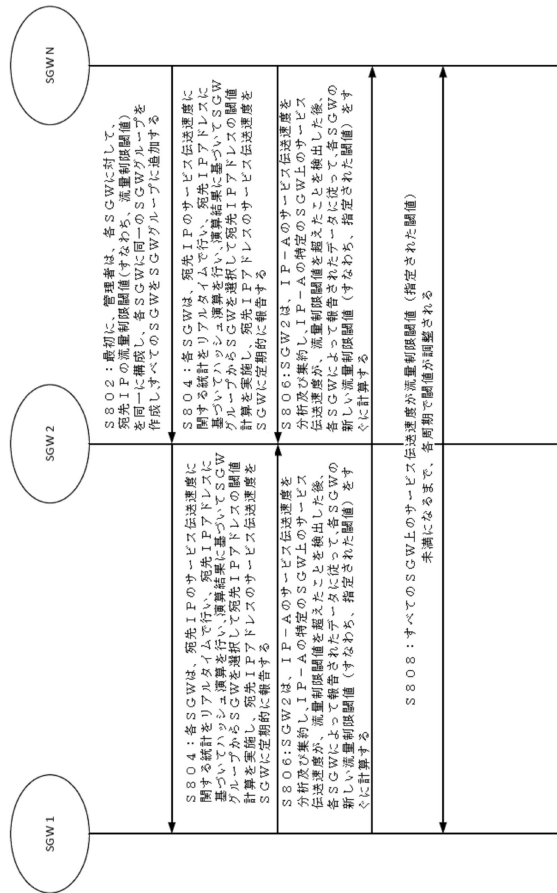 SGW 1
SGW 2
SGW N
S802：最初に、管理者は、各SGWに対して、
宛先IPの流量制限閾値(すなわち、流量制限閾値)
を同一に構成し、各SGWに同一のSGWグループを
作成し、すべてのSGWをSGWグループに追加する
S804：各SGWは、宛先IPのサービス伝送速度に
関する統計をリアルタイムで行い、宛先IPアドレスに
基づいてハッシュ演算を行い、演算結果に基づいてSGW
グループからSGWを選択して宛先IPアドレスの閾値
計算を実施し、宛先IPアドレスのサービス伝送速度を
SGWに定期的に報告する
S804：各SGWは、宛先IPのサービス伝送速度に
関する統計をリアルタイムで行い、宛先IPアドレスに
基づいてハッシュ演算を行い、演算結果に基づいてSGW
グループからSGWを選択して宛先IPアドレスの閾値
計算を実施し、宛先IPアドレスのサービス伝送速度を
SGWに定期的に報告する
S806:SGW2は、IP－Aのサービス伝送速度を
分析及び集約し、IP－Aの特定のSGW上のサービス
伝送速度が、流量制限閾値を超えたことを検出した後、
各SGWによって報告されたデータに従って、各SGWの
新しい流量制限閾値（すなわち、指定された閾値）をす
ぐに計算する
S806:SGW2は、IP－Aのサービス伝送速度を
分析及び集約し、IP－Aの特定のSGW上のサービス
伝送速度が、流量制限閾値を超えたことを検出した後、
各SGWによって報告されたデータに従って、各SGWの
新しい流量制限閾値（すなわち、指定された閾値）をす
ぐに計算する
S808：すべてのSGW上のサービス伝送速度が流量制限閾値（指定された閾値）
未満になるまで、各周期で閾値が調整される